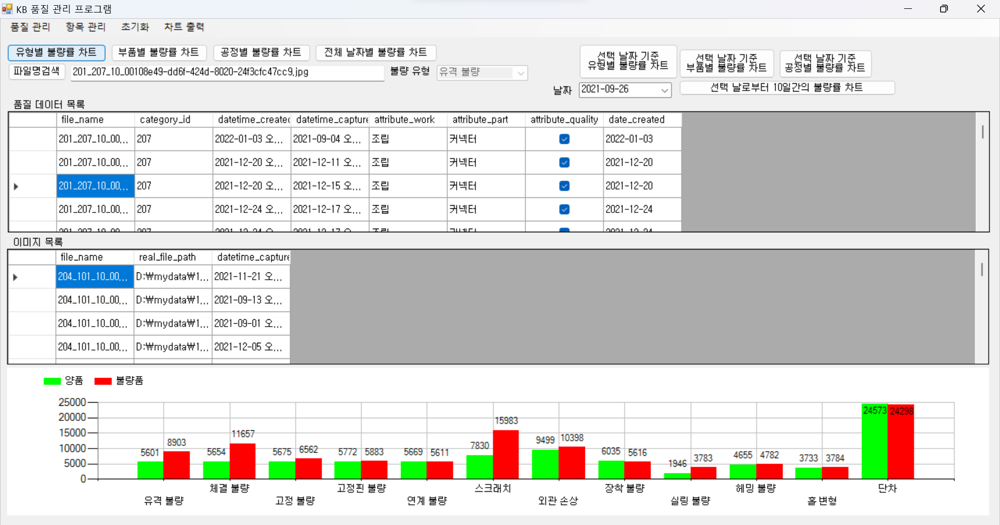 KB 품질 관리 프로그램
품질 관리 항목 관리 초기화 차트 출력
유형별 불량률 차트 부품별 불량률 차트 공정별 불량률 차트 전체 날짜별 불량률 차트
선택 날짜 기준
유형별 불량률 차트
선택 날짜 기준
부품별 불량률 차트
선택 날짜 기준
공정별 불량률 차트
파일명검색 201_207_10_00108e49-dd6f-424d-8020-24f3cfc47cc9.jpg 불량 유형 유격 불량
날짜 2021-09-26 선택 날로부터 10일간의 불량률 차트
품질 데이터 목록
file_name category_id datetime_created datetime_capture attribute_work attribute_part attribute_quality date_created
201_207_10_00... 207 2022-01-03 오... 2021-09-04 오... 조립 커넥터 2022-01-03
201_207_10_00... 207 2021-12-20 오... 2021-12-11 오... 조립 커넥터 2021-12-20
201_207_10_00... 207 2021-12-20 오... 2021-12-15 오... 조립 커넥터 2021-12-20
201_207_10_00... 207 2021-12-24 오... 2021-12-17 오... 조립 커넥터 2021-12-24
이미지 목록
file_name real_file_path datetime_capture
204_101_10_00... D:₩mydata₩1... 2021-11-21 오...
204_101_10_00... D:₩mydata₩1... 2021-09-13 오...
204_101_10_00... D:₩mydata₩1... 2021-09-01 오...
204_101_10_00... D:₩mydata₩1... 2021-12-05 오...
양품 불량품
25000
20000
15000
10000
5000
0
5601 8903
5654 11657
5675 6562
5772 5883
5669 5611
7830 15983
9499 10398
6035 5616
1946 3783
4655 4782
3733 3784
24573 24298
체결 불량 고정핀 불량 스크래치 장착 불량 헤밍 불량 단차
유격 불량 고정 불량 연계 불량 외관 손상 실링 불량 홀 변형